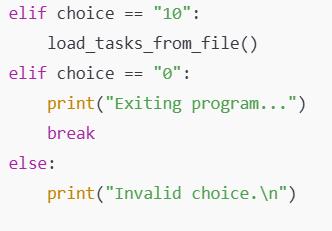 elif choice == "10":
    load_tasks_from_file()
elif choice == "0":
    print("Exiting program...")
    break
else:
    print("Invalid choice.\n")